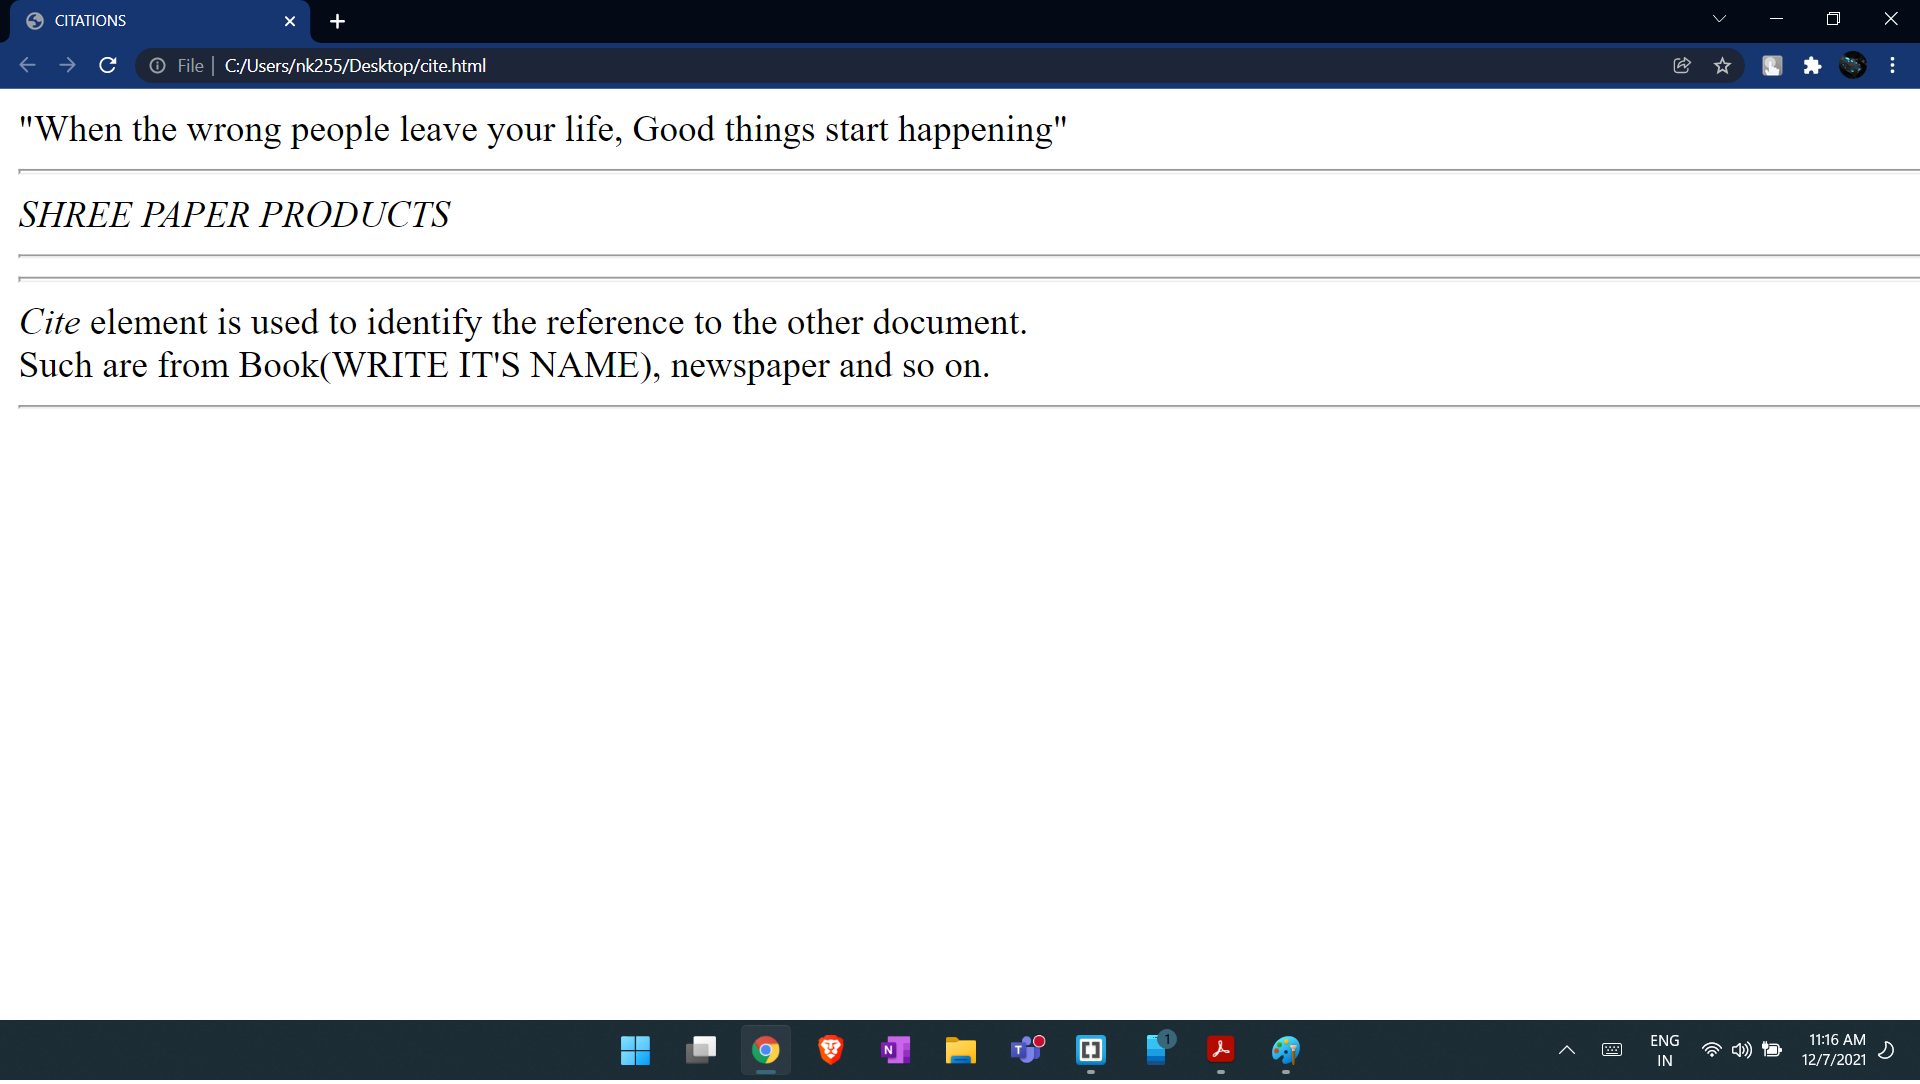 CITATIONS
File | C:/Users/nk255/Desktop/cite.html
"When the wrong people leave your life, Good things start happening"
SHREE PAPER PRODUCTS
Cite element is used to identify the reference to the other document.
Such are from Book(WRITE IT'S NAME), newspaper and so on.
N
T
1
ENG
IN
11:16 AM
12/7/2021